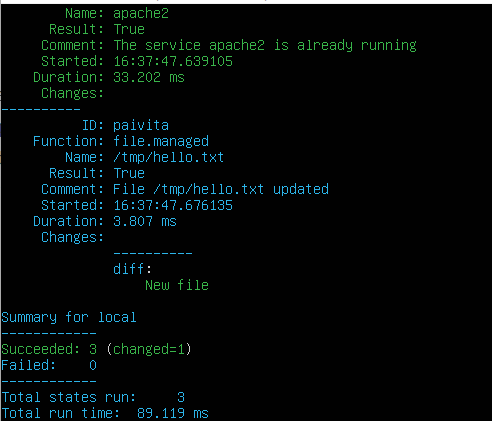 Name: apache2
Result: True
Comment: The service apache2 is already running
Started: 16:37:47.639105
Duration: 33.202 ms
Changes:
----------
ID: paivita
Function: file.managed
Name: /tmp/hello.txt
Result: True
Comment: File /tmp/hello.txt updated
Started: 16:37:47.676135
Duration: 3.807 ms
Changes:
----------
diff:
New file
Summary for local
------------
Succeeded: 3 (changed=1)
Failed:    0
------------
Total states run:     3
Total run time:  89.119 ms